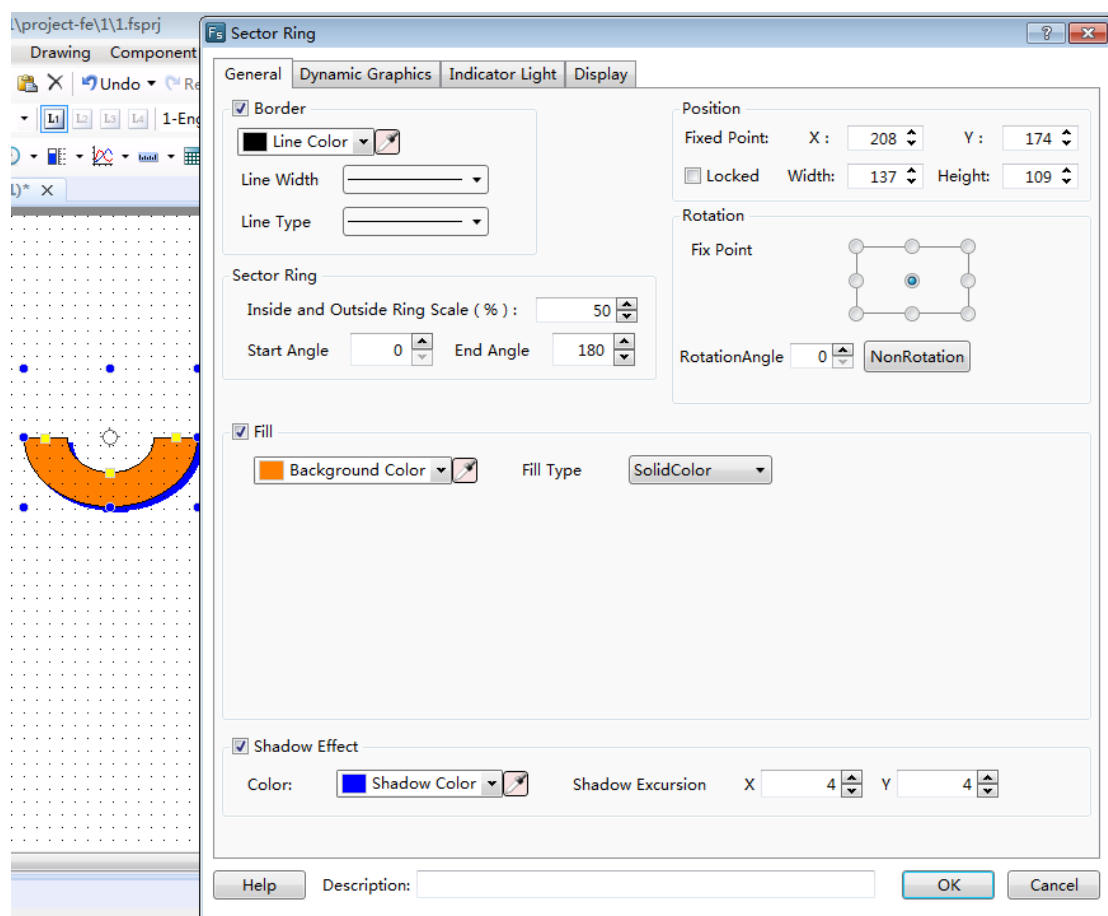 1\project-fe\1\1.fsprj
Drawing Component
Undo Re
L1 L2 L3 L4 1-Eng
1)*
Fs Sector Ring
General Dynamic Graphics Indicator Light Display
Border
Line Color
Line Width
Line Type
Position
Fixed Point: X : 208 Y : 174
Locked Width: 137 Height: 109
Rotation
Fix Point
RotationAngle 0 NonRotation
Sector Ring
Inside and Outside Ring Scale ( % ) : 50
Start Angle 0 End Angle 180
Fill
Background Color Fill Type SolidColor
Shadow Effect
Color: Shadow Color Shadow Excursion X 4 Y 4
Help Description: OK Cancel